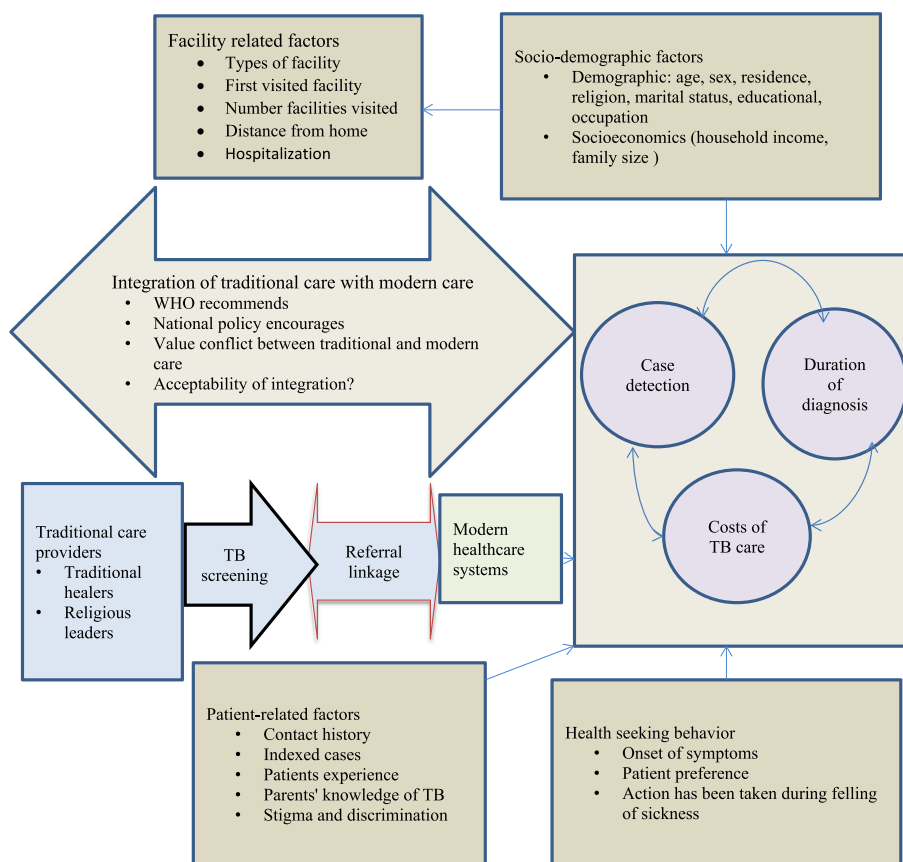 Facility related factors
• Types of facility
• First visited facility
• Number facilities visited
• Distance from home
• Hospitalization
Socio-demographic factors
• Demographic: age, sex, residence,
religion, marital status, educational,
occupation
• Socioeconomics (household income,
family size )
Integration of traditional care with modern care
• WHO recommends
• National policy encourages
• Value conflict between traditional and modern
care
• Acceptability of integration?
Case
detection
Duration
of
diagnosis
Costs of
TB care
Traditional care
providers
• Traditional
healers
• Religious
leaders
TB
screening
Referral
linkage
Modern
healthcare
systems
Patient-related factors
• Contact history
• Indexed cases
• Patients experience
• Parents' knowledge of TB
• Stigma and discrimination
Health seeking behavior
• Onset of symptoms
• Patient preference
• Action has been taken during felling
of sickness